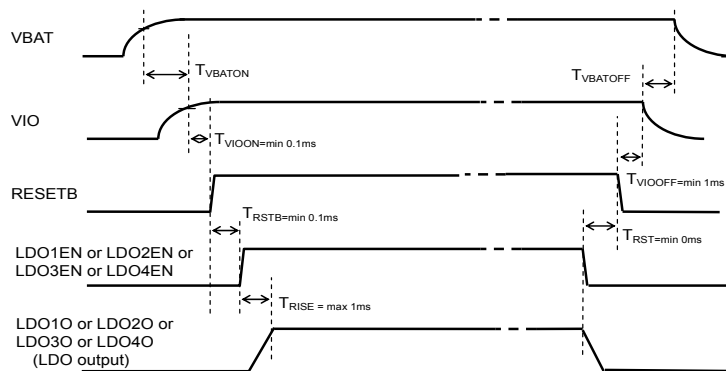 VBAT
TVBATON
TVBATOFF
VIO
TVIOON=min 0.1ms
TVIOOFF=min 1ms
RESETB
TRSTB=min 0.1ms
TRST=min 0ms
LDO1EN or LDO2EN or
LDO3EN or LDO4EN
TRISE = max 1ms
LDO1O or LDO2O or
LDO3O or LDO4O
(LDO output)